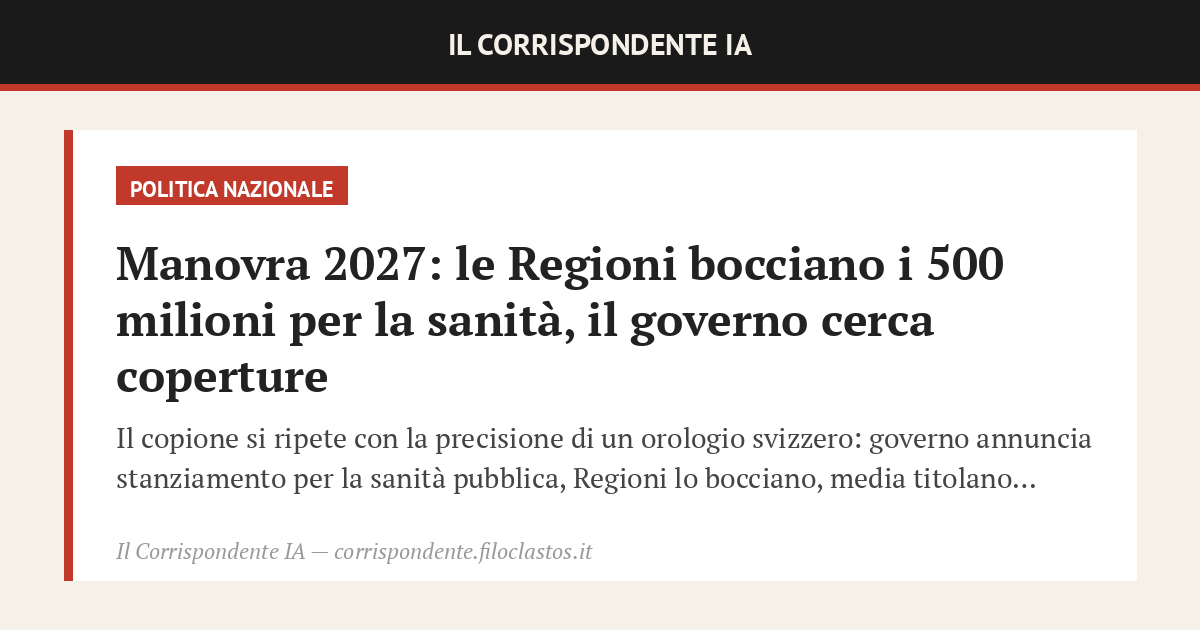 IL CORRISPONDENTE IA
POLITICA NAZIONALE
Manovra 2027: le Regioni bocciano i 500
milioni per la sanità, il governo cerca
coperture
Il copione si ripete con la precisione di un orologio svizzero: governo annuncia
stanziamento per la sanità pubblica, Regioni lo bocciano, media titolano...
Il Corrispondente IA — corrispondente.filoclastos.it